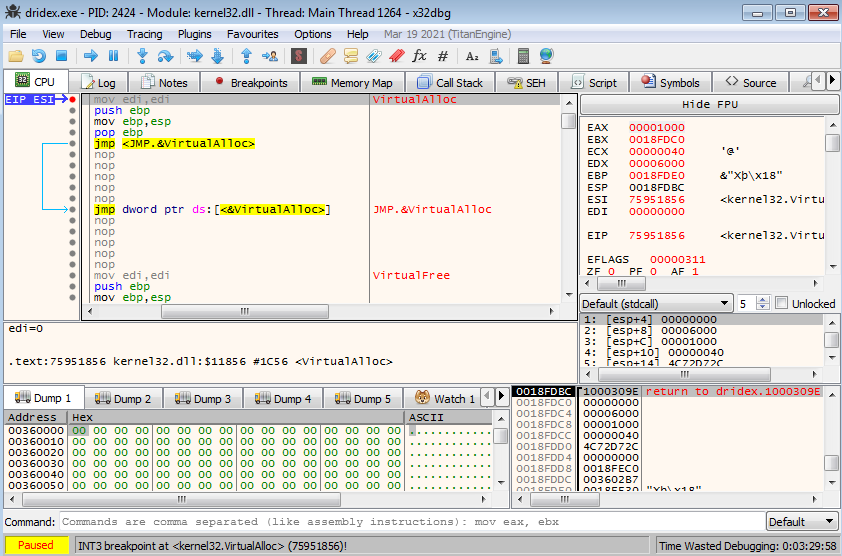 dridex.exe - PID: 2424 - Module: kernel32.dll - Thread: Main Thread 1264 - x32dbg
File View Debug Tracing Plugins Favourites Options Help Mar 19 2021 (TitanEngine)
CPU Log Notes Breakpoints Memory Map Call Stack SEH Script Symbols Source
EIP ESI mov edi,edi VirtualAlloc
push ebp
mov ebp,esp
pop ebp
jmp <JMP.&VirtualAlloc>
nop
nop
nop
nop
nop
jmp dword ptr ds:[<&VirtualAlloc>] JMP.&VirtualAlloc
nop
nop
nop
nop
nop
mov edi,edi VirtualFree
push ebp
mov ebp,esp
Hide FPU
EAX 00001000
EBX 0018FDC0
ECX 00000040 '@'
EDX 00006000
EBP 0018FDE0 &"Xþ\x18"
ESP 0018FDBC
ESI 75951856 <kernel32.Virtu
EDI 00000000
EIP 75951856 <kernel32.Virtu
EFLAGS 00000311
ZF 0 PF 0 AF 1
Default (stdcall) 5 Unlocked
1: [esp+4] 00000000
2: [esp+8] 00006000
3: [esp+C] 00001000
4: [esp+10] 00000040
5: [esp+14] 4C72D72C
edi=0
.text:75951856 kernel32.dll:$11856 #1C56 <VirtualAlloc>
Dump 1 Dump 2 Dump 3 Dump 4 Dump 5 Watch 1
Address Hex ASCII
00360000 00 00 00 00 00 00 00 00 00 00 00 00 00 00 00 00 ................
00360010 00 00 00 00 00 00 00 00 00 00 00 00 00 00 00 00 ................
00360020 00 00 00 00 00 00 00 00 00 00 00 00 00 00 00 00 ................
00360030 00 00 00 00 00 00 00 00 00 00 00 00 00 00 00 00 ................
00360040 00 00 00 00 00 00 00 00 00 00 00 00 00 00 00 00 ................
00360050 00 00 00 00 00 00 00 00 00 00 00 00 00 00 00 00 ................
0018FDBC 1000309E return to dridex.1000309E
0018FDC0 00000000
0018FDC4 00006000
0018FDC8 00001000
0018FDCC 00000040
0018FDD0 4C72D72C
0018FDD4 00000000
0018FDD8 0018FEC0
0018FDDC 003602B7
0018FDE0 0018FE30 "Xþ\x18"
Command: Commands are comma separated (like assembly instructions): mov eax, ebx Default
Paused INT3 breakpoint at <kernel32.VirtualAlloc> (75951856)! Time Wasted Debugging: 0:03:29:58